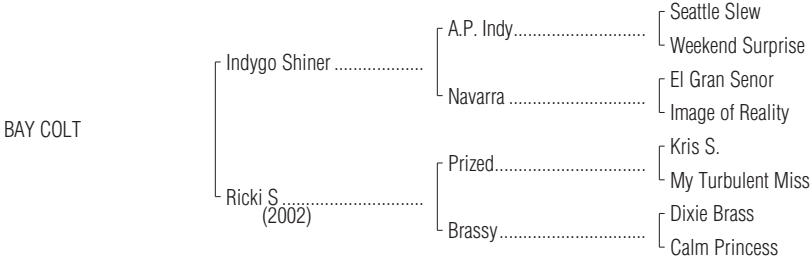 Seattle Slew
A.P. Indy..............................
Weekend Surprise
Indygo Shiner ....................
El Gran Senor
Navarra ...............................
Image of Reality
BAY COLT
Kris S.
Prized..................................
My Turbulent Miss
Ricki S ................................
(2002)
Dixie Brass
Brassy.................................
Calm Princess